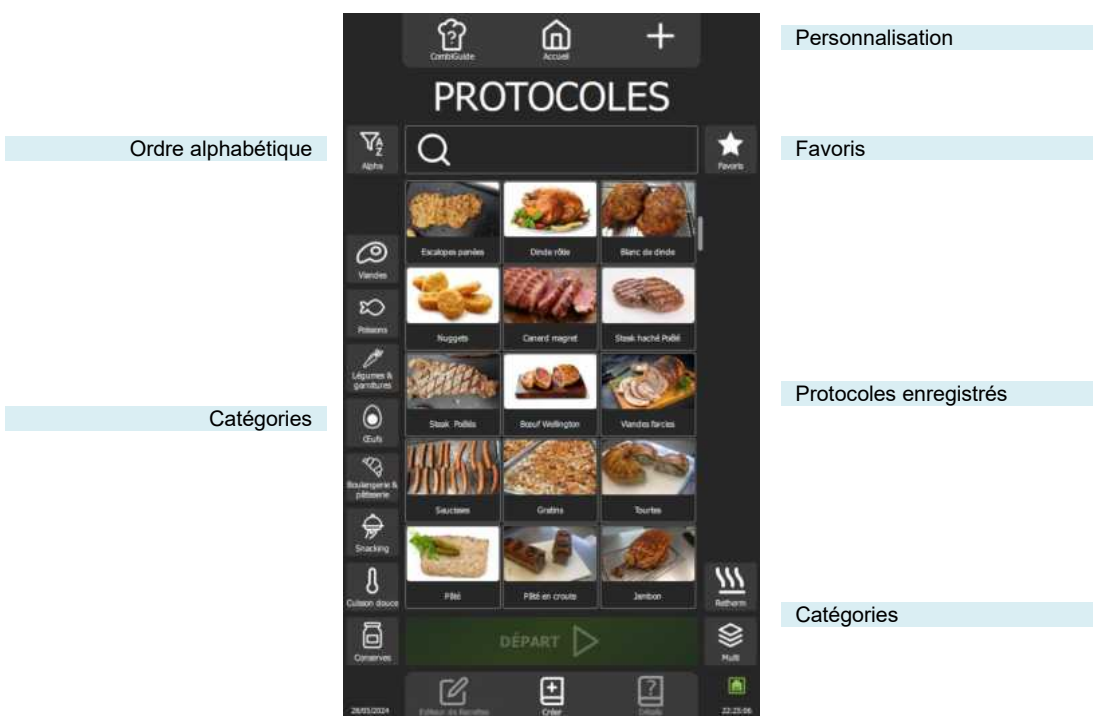 CombiGuide
Accueil
Personnalisation
PROTOCOLES
Ordre alphabétique
Alpha
Favoris
Favoris
Escalopes panées
Dinde rôtie
Blanc de dinde
Viandes
Poissons
Nuggets
Canard magret
Steak haché Poêlé
Légumes &
garnitures
Protocoles enregistrés
Catégories
Œufs
Steak Poêlés
Bœuf Wellington
Viandes farcies
Boulangerie &
pâtisserie
Saucisses
Gratins
Tourtes
Snacking
Cuisson douce
Pâté
Pâté en croute
Jambon
Retherm
Catégories
Conserves
DÉPART
Multi
28/05/2024
Editeur de Recettes
Créer
Détails
22:25:06